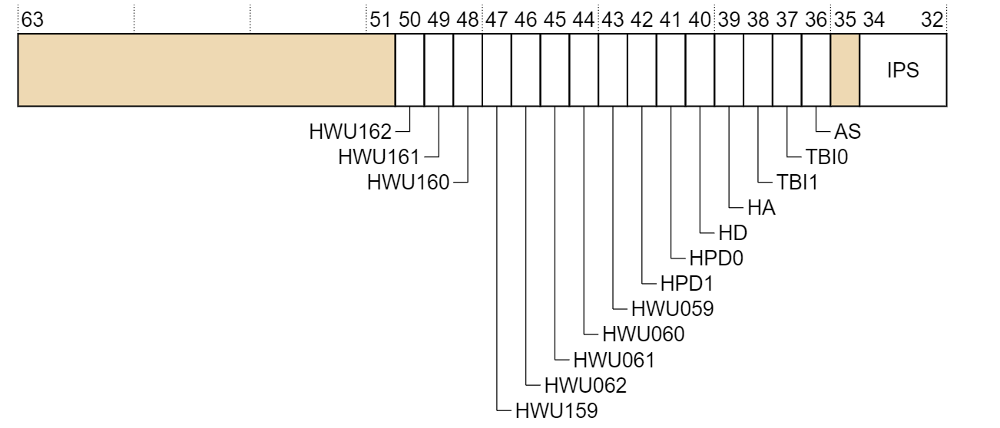 63 51 50 49 48 47 46 45 44 43 42 41 40 39 38 37 36 35 34 32
IPS
HWU162 AS
HWU161 TBI0
HWU160 TBI1
HA
HD
HPD0
HPD1
HWU059
HWU060
HWU061
HWU062
HWU159